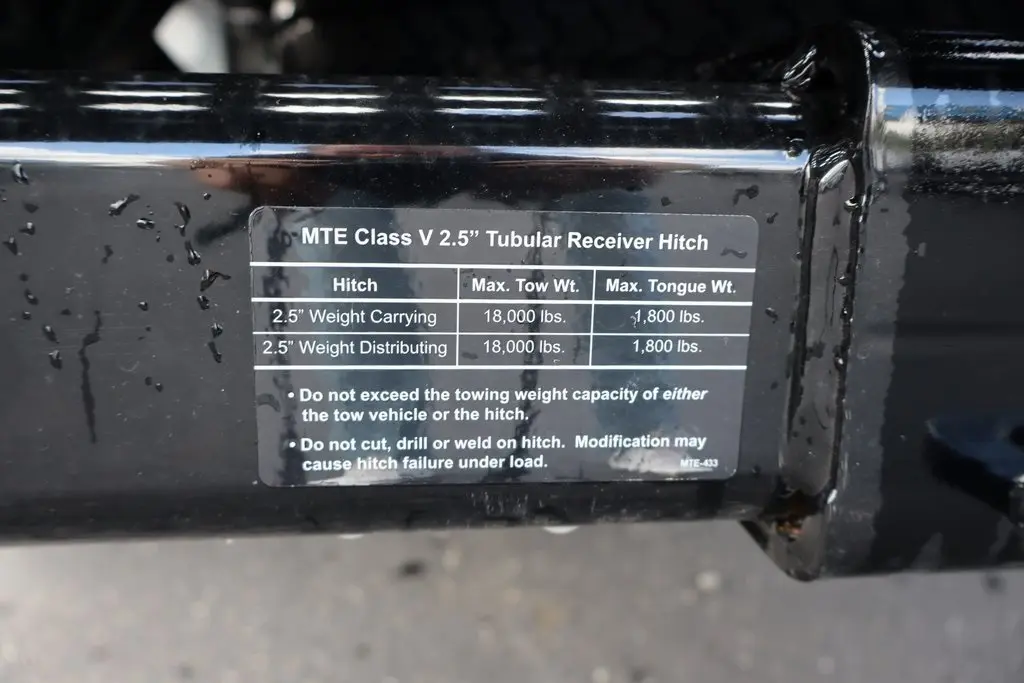 MTE Class V 2.5" Tubular Receiver Hitch
Hitch Max. Tow Wt. Max. Tongue Wt.
2.5" Weight Carrying 18,000 lbs. 1,800 lbs.
2.5" Weight Distributing 18,000 lbs. 1,800 lbs.
• Do not exceed the towing weight capacity of either
the tow vehicle or the hitch.
• Do not cut, drill or weld on hitch. Modification may
cause hitch failure under load.
MTE-433